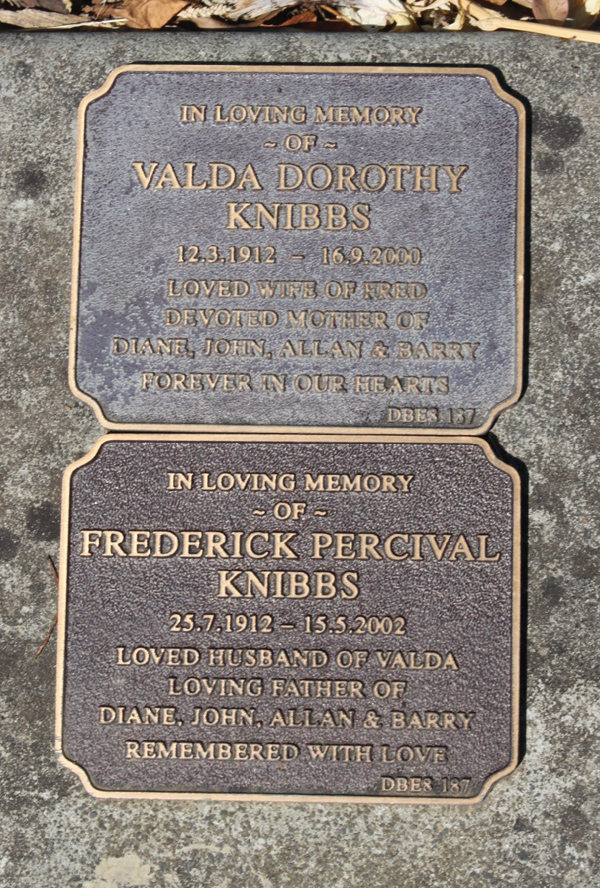 IN LOVING MEMORY
~ OF ~
VALDA DOROTHY
KNIBBS
12.3.1912 – 16.9.2000
LOVED WIFE OF FRED
DEVOTED MOTHER OF
DIANE, JOHN, ALLAN & BARRY
FOREVER IN OUR HEARTS
DBE8 187
IN LOVING MEMORY
~ OF ~
FREDERICK PERCIVAL
KNIBBS
25.7.1912 – 15.5.2002
LOVED HUSBAND OF VALDA
LOVING FATHER OF
DIANE, JOHN, ALLAN & BARRY
REMEMBERED WITH LOVE
DBE8 187